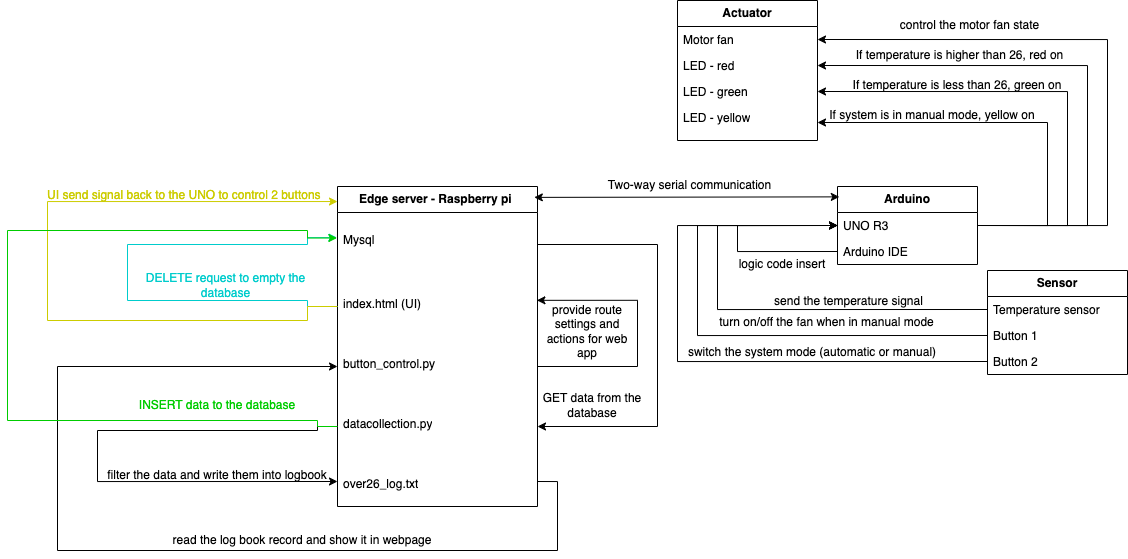 Actuator
control the motor fan state
Motor fan
If temperature is higher than 26, red on
LED - red
If temperature is less than 26, green on
LED - green
If system is in manual mode, yellow on
LED - yellow
UI send signal back to the UNO to control 2 buttons
Edge server - Raspberry pi
Two-way serial communication
Arduino
UNO R3
Mysql
Arduino IDE
logic code insert
DELETE request to empty the
database
Sensor
index.html (UI)
send the temperature signal
Temperature sensor
provide route
settings and
actions for web
app
turn on/off the fan when in manual mode
Button 1
switch the system mode (automatic or manual)
Button 2
button_control.py
GET data from the
database
INSERT data to the database
datacollection.py
filter the data and write them into logbook
over26_log.txt
read the log book record and show it in webpage